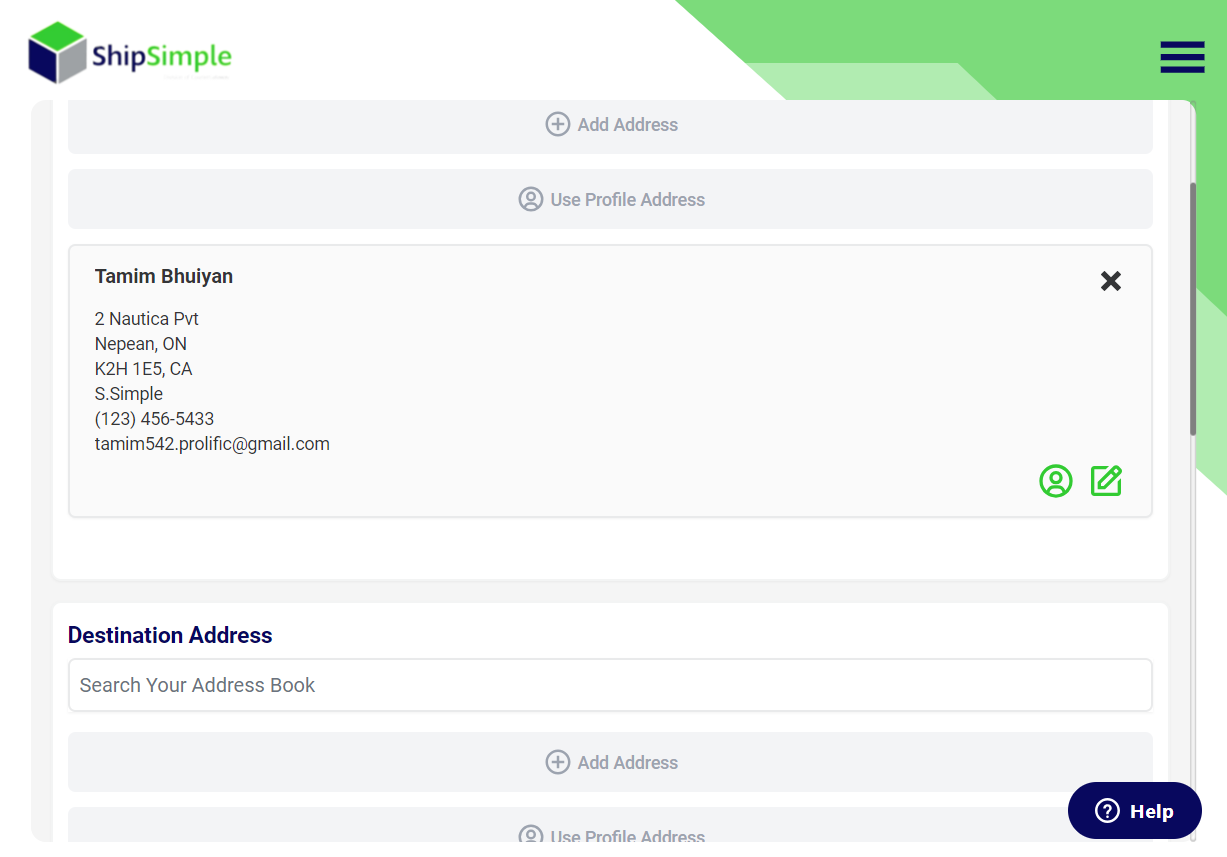 ShipSimple
Add Address
Use Profile Address
Tamim Bhuiyan
2 Nautica Pvt
Nepean, ON
K2H 1E5, CA
S.Simple
(123) 456-5433
tamim542.prolific@gmail.com
Destination Address
Search Your Address Book
Add Address
Use Profile Address
Help